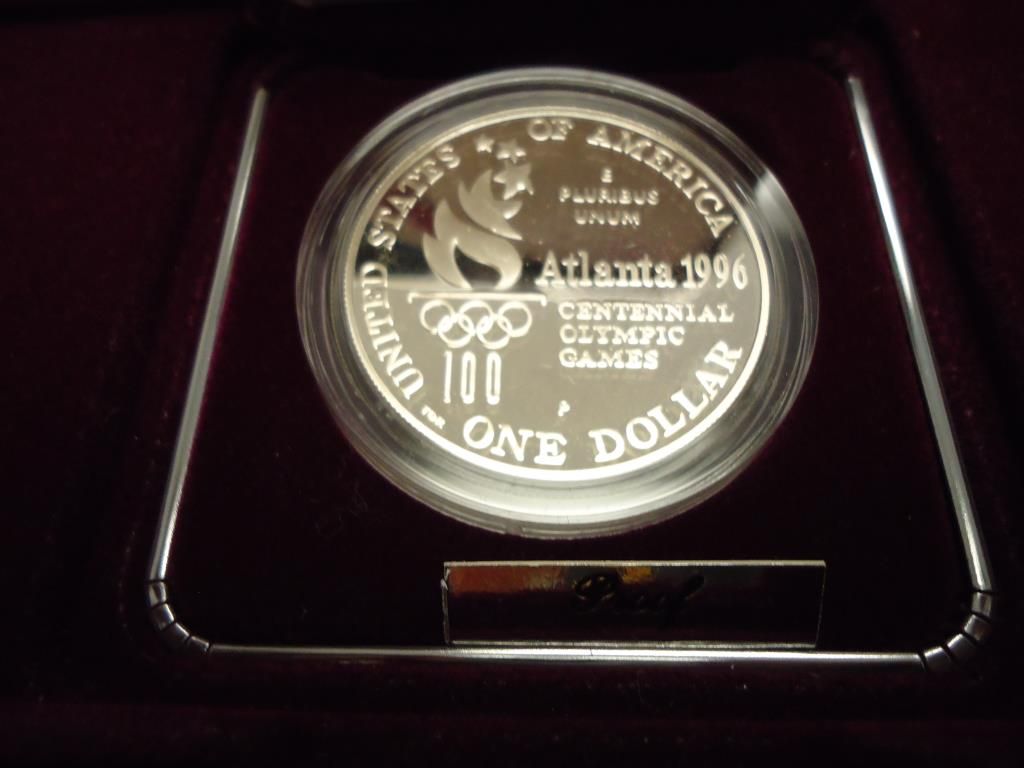 UNITED STATES OF AMERICA
E
PLURIBUS
UNUM
Atlanta 1996
CENTENNIAL
OLYMPIC
GAMES
100
P
ONE DOLLAR
Proof